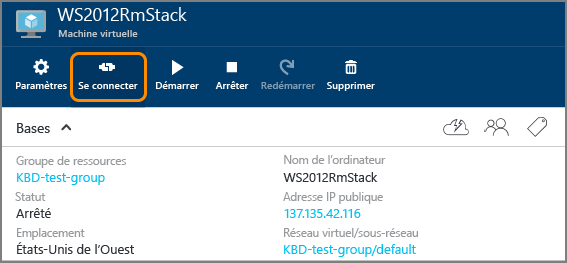 WS2012RmStack
Machine virtuelle
Paramètres Se connecter Démarrer Arrêter Redémarrer Supprimer
Bases
Groupe de ressources Nom de l'ordinateur
KBD-test-group WS2012RmStack
Statut Adresse IP publique
Arrêté 137.135.42.116
Emplacement Réseau virtuel/sous-réseau
États-Unis de l'Ouest KBD-test-group/default